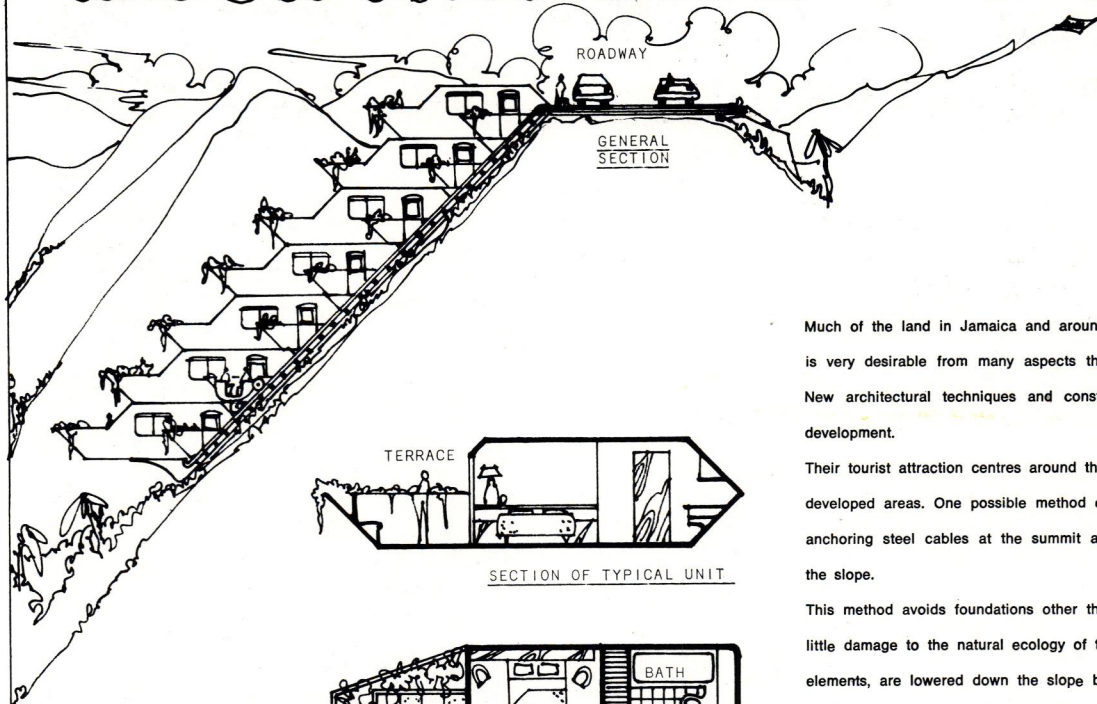 ROADWAY
GENERAL
SECTION
Much of the land in Jamaica and aroun
is very desirable from many aspects th
New architectural techniques and const
development.
Their tourist attraction centres around th
developed areas. One possible method
anchoring steel cables at the summit a
the slope.
This method avoids foundations other th
little damage to the natural ecology of
elements, are lowered down the slope b
TERRACE
SECTION OF TYPICAL UNIT
BATH